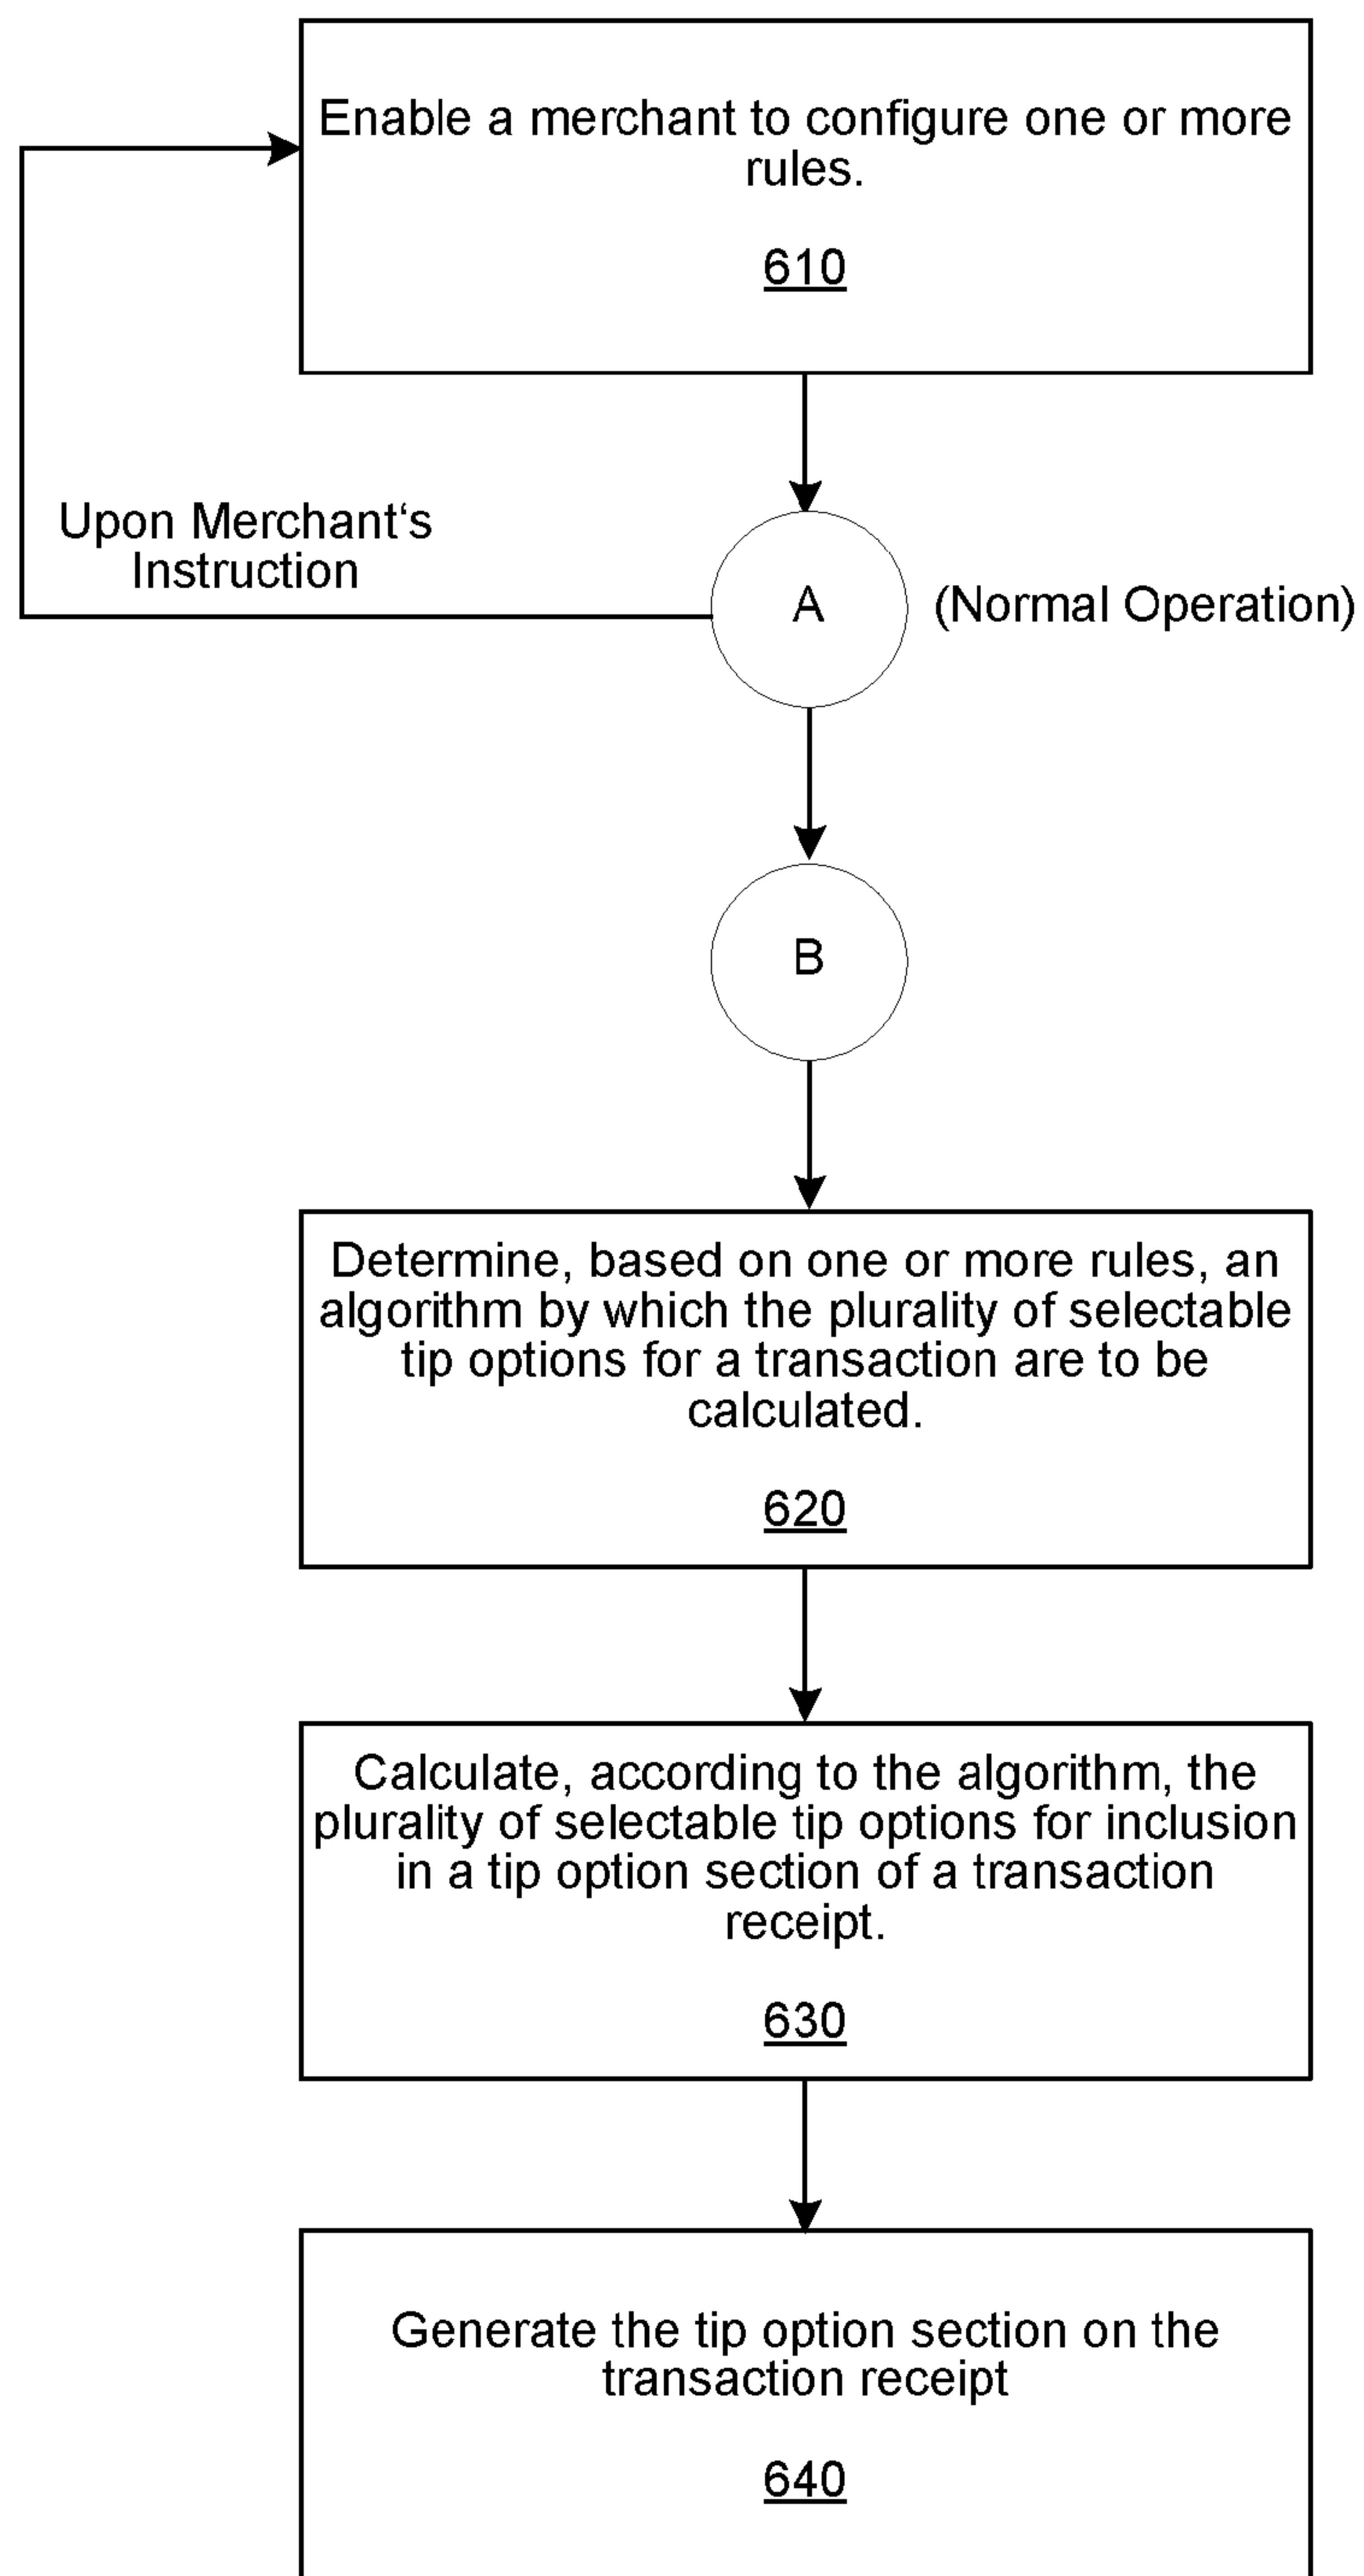 Enable a merchant to configure one or more
rules.
610
Upon Merchant‘s
Instruction
A
(Normal Operation)
B
Determine, based on one or more rules, an
algorithm by which the plurality of selectable
tip options for a transaction are to be
calculated.
620
Calculate, according to the algorithm, the
plurality of selectable tip options for inclusion
in a tip option section of a transaction
receipt.
630
Generate the tip option section on the
transaction receipt
640